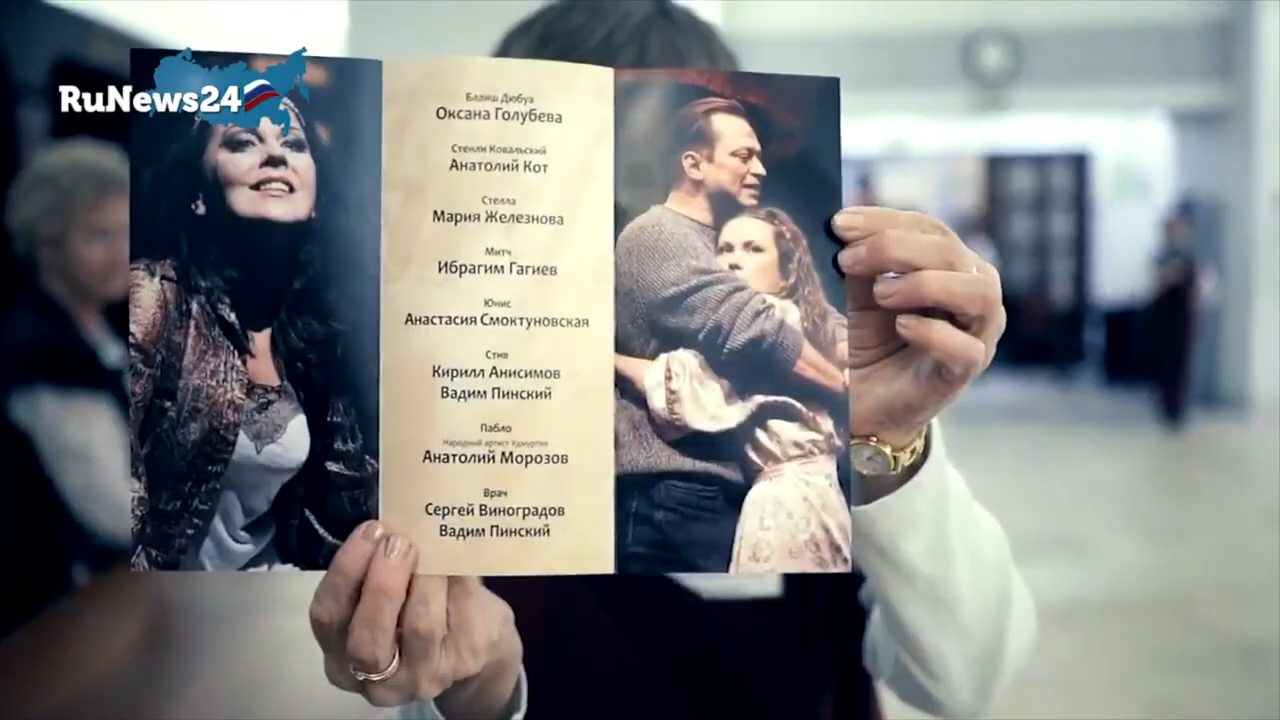 RuNews24
Бланш Дюбуа
Оксана Голубева
Стенли Ковальский
Анатолий Кот
Стелла
Мария Железнова
Митч
Ибрагим Гагиев
Юнис
Анастасия Смоктуновская
Стив
Кирилл Анисимов
Вадим Пинский
Пабло
Народный артист Удмуртии
Анатолий Морозов
Врач
Сергей Виноградов
Вадим Пинский